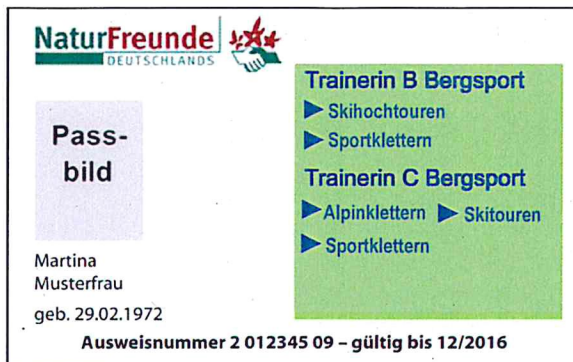 NaturFreunde
DEUTSCHLANDS
Pass-
bild
Martina
Musterfrau
geb. 29.02.1972
Trainerin B Bergsport
Skihochtouren
Sportklettern
Trainerin C Bergsport
Alpinklettern Skitouren
Sportklettern
Ausweisnummer 2 012345 09 – gültig bis 12/2016